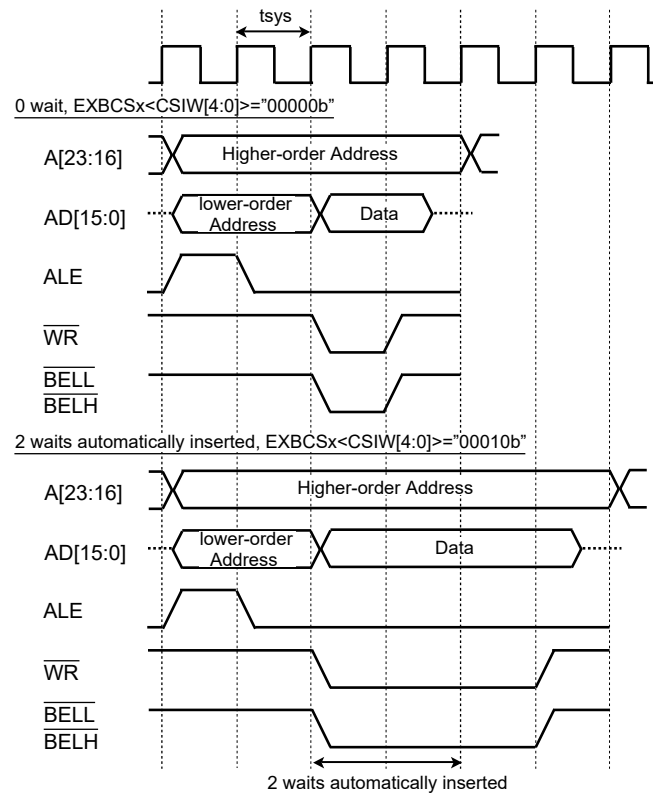 tsys
0 wait, EXBCSx<CSIW[4:0]>="00000b"
A[23:16]
Higher-order Address
AD[15:0]
lower-order
Address
Data
ALE
WR
BELL
BELH
2 waits automatically inserted, EXBCSx<CSIW[4:0]>="00010b"
A[23:16]
Higher-order Address
AD[15:0]
lower-order
Address
Data
ALE
WR
BELL
BELH
2 waits automatically inserted